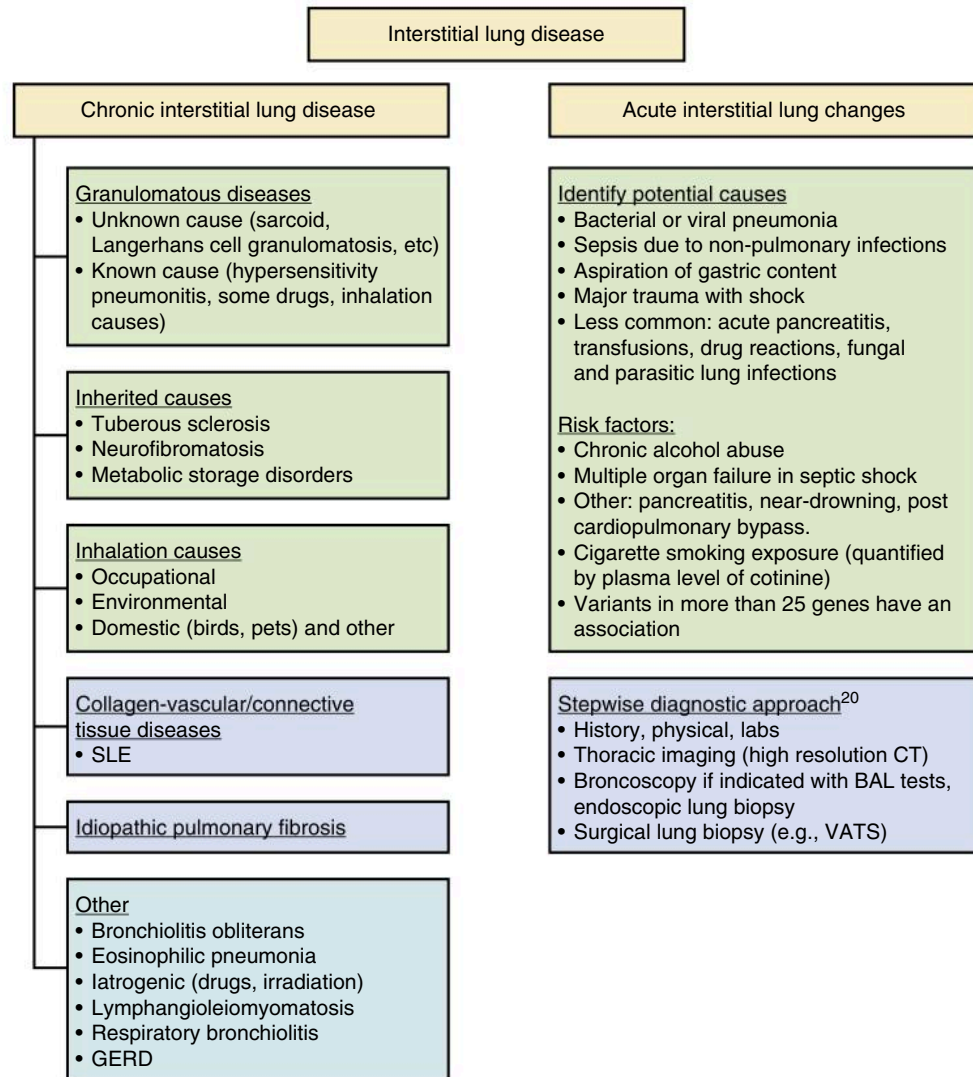 Interstitial lung disease
Chronic interstitial lung disease
Granulomatous diseases
• Unknown cause (sarcoid,
Langerhans cell granulomatosis, etc)
• Known cause (hypersensitivity
pneumonitis, some drugs, inhalation
causes)
Inherited causes
• Tuberous sclerosis
• Neurofibromatosis
• Metabolic storage disorders
Inhalation causes
• Occupational
• Environmental
• Domestic (birds, pets) and other
Collagen-vascular/connective
tissue diseases
• SLE
Idiopathic pulmonary fibrosis
Other
• Bronchiolitis obliterans
• Eosinophilic pneumonia
• Iatrogenic (drugs, irradiation)
• Lymphangioleiomyomatosis
• Respiratory bronchiolitis
• GERD
Acute interstitial lung changes
Identify potential causes
• Bacterial or viral pneumonia
• Sepsis due to non-pulmonary infections
• Aspiration of gastric content
• Major trauma with shock
• Less common: acute pancreatitis,
transfusions, drug reactions, fungal
and parasitic lung infections
Risk factors:
• Chronic alcohol abuse
• Multiple organ failure in septic shock
• Other: pancreatitis, near-drowning, post
cardiopulmonary bypass.
• Cigarette smoking exposure (quantified
by plasma level of cotinine)
• Variants in more than 25 genes have an
association
Stepwise diagnostic approach20
• History, physical, labs
• Thoracic imaging (high resolution CT)
• Broncoscopy if indicated with BAL tests,
endoscopic lung biopsy
• Surgical lung biopsy (e.g., VATS)